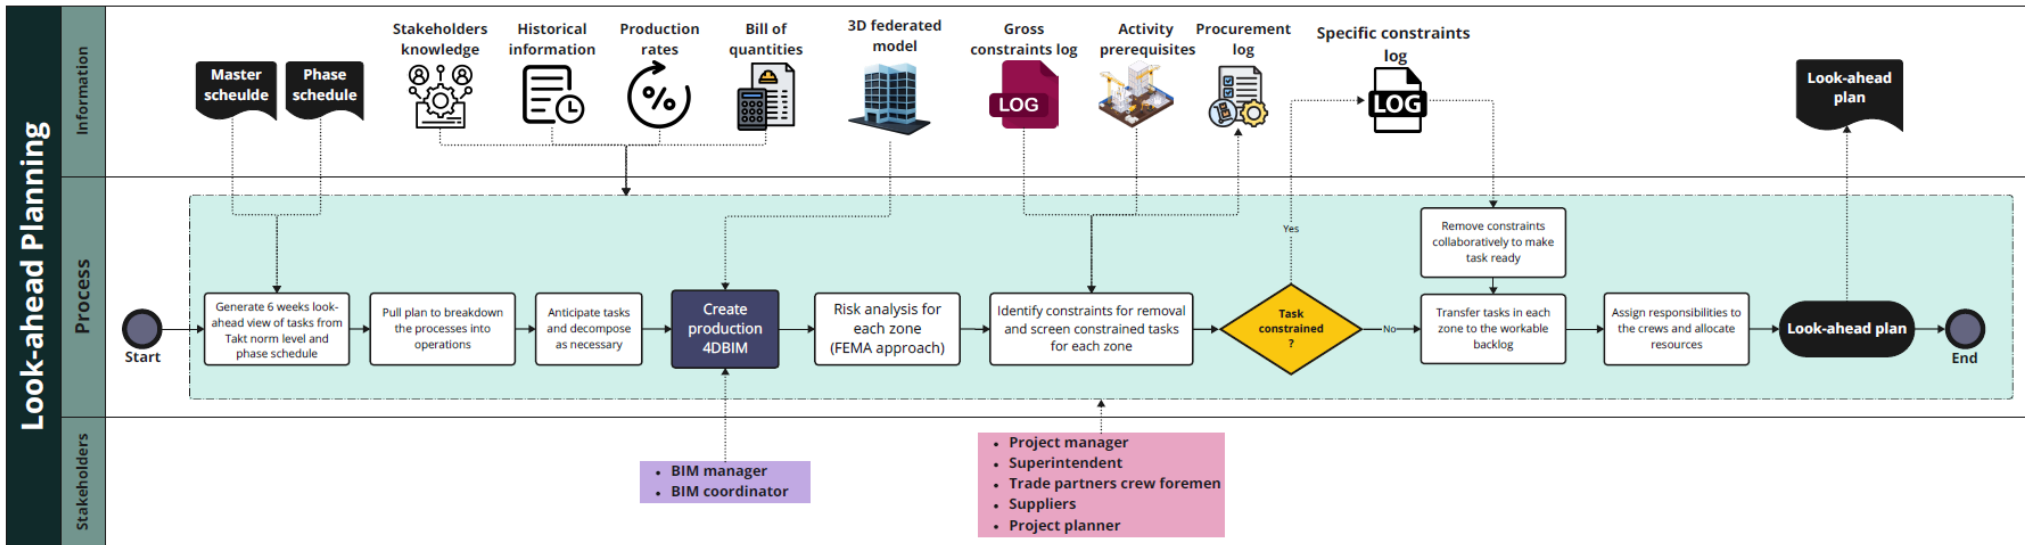 Look-ahead Planning
Information
Master
scheulde
Phase
schedule
Stakeholders
knowledge
Historical
information
Production
rates
Bill of
quantities
3D federated
model
Gross
constraints log
LOG
Activity
prerequisites
Procurement
log
Specific constraints
log
LOG
Look-ahead
plan
Process
Start
Generate 6 weeks look-
ahead view of tasks from
Takt norm level and
phase schedule
Pull plan to breakdown
the processes into
operations
Anticipate tasks
and decompose
as necessary
Create
production
4DBIM
Risk analysis for
each zone
(FEMA approach)
Identify constraints for removal
and screen constrained tasks
for each zone
Task
constrained
?
Yes
No
Remove constraints
collaboratively to make
task ready
Transfer tasks in each
zone to the workable
backlog
Assign responsibilities to
the crews and allocate
resources
Look-ahead plan
End
Stakeholders
• BIM manager
• BIM coordinator
• Project manager
• Superintendent
• Trade partners crew foremen
• Suppliers
• Project planner